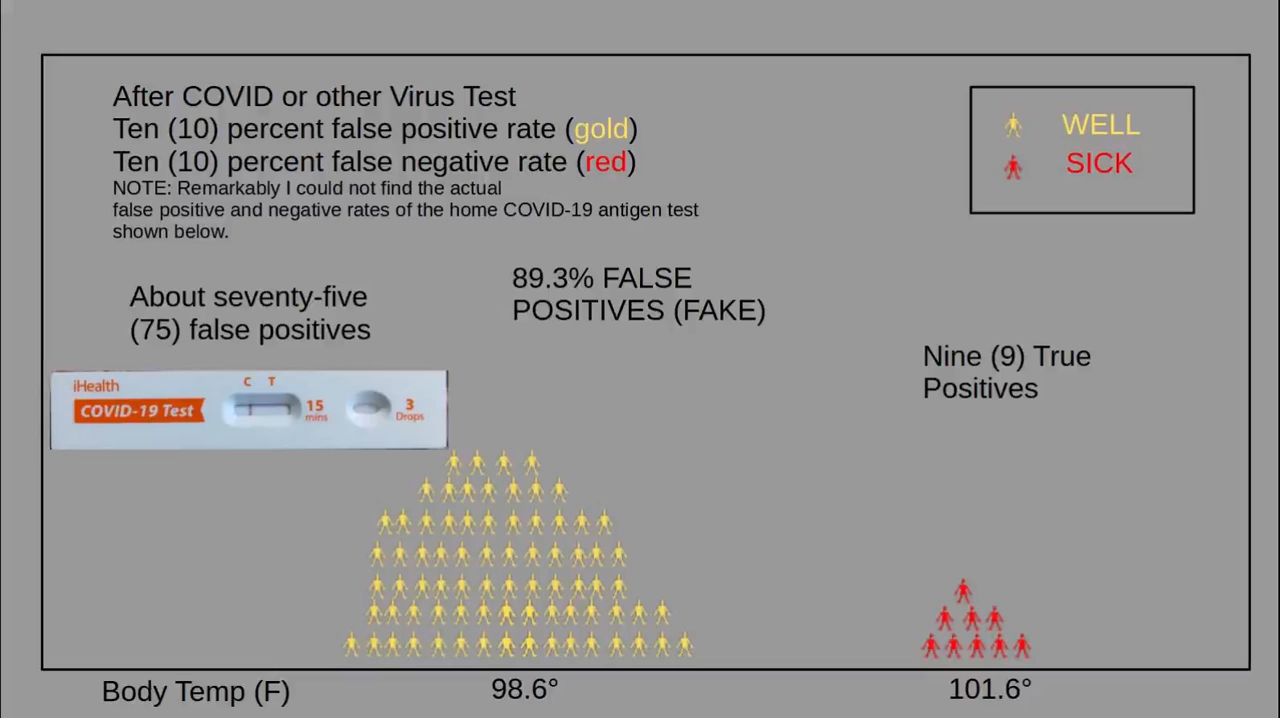 After COVID or other Virus Test
Ten (10) percent false positive rate (gold)
Ten (10) percent false negative rate (red)
NOTE: Remarkably I could not find the actual
false positive and negative rates of the home COVID-19 antigen test
shown below.
WELL
SICK
89.3% FALSE
POSITIVES (FAKE)
About seventy-five
(75) false positives
Nine (9) True
Positives
iHealth
COVID-19 Test
C T
15
mins
3
Drops
Body Temp (F)
98.6°
101.6°